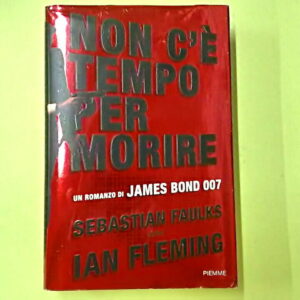 NON C'È
TEMPO
PER
MORIRE
UN ROMANZO DI JAMES BOND 007
SEBASTIAN FAULKS
IAN FLEMING
PIEMME